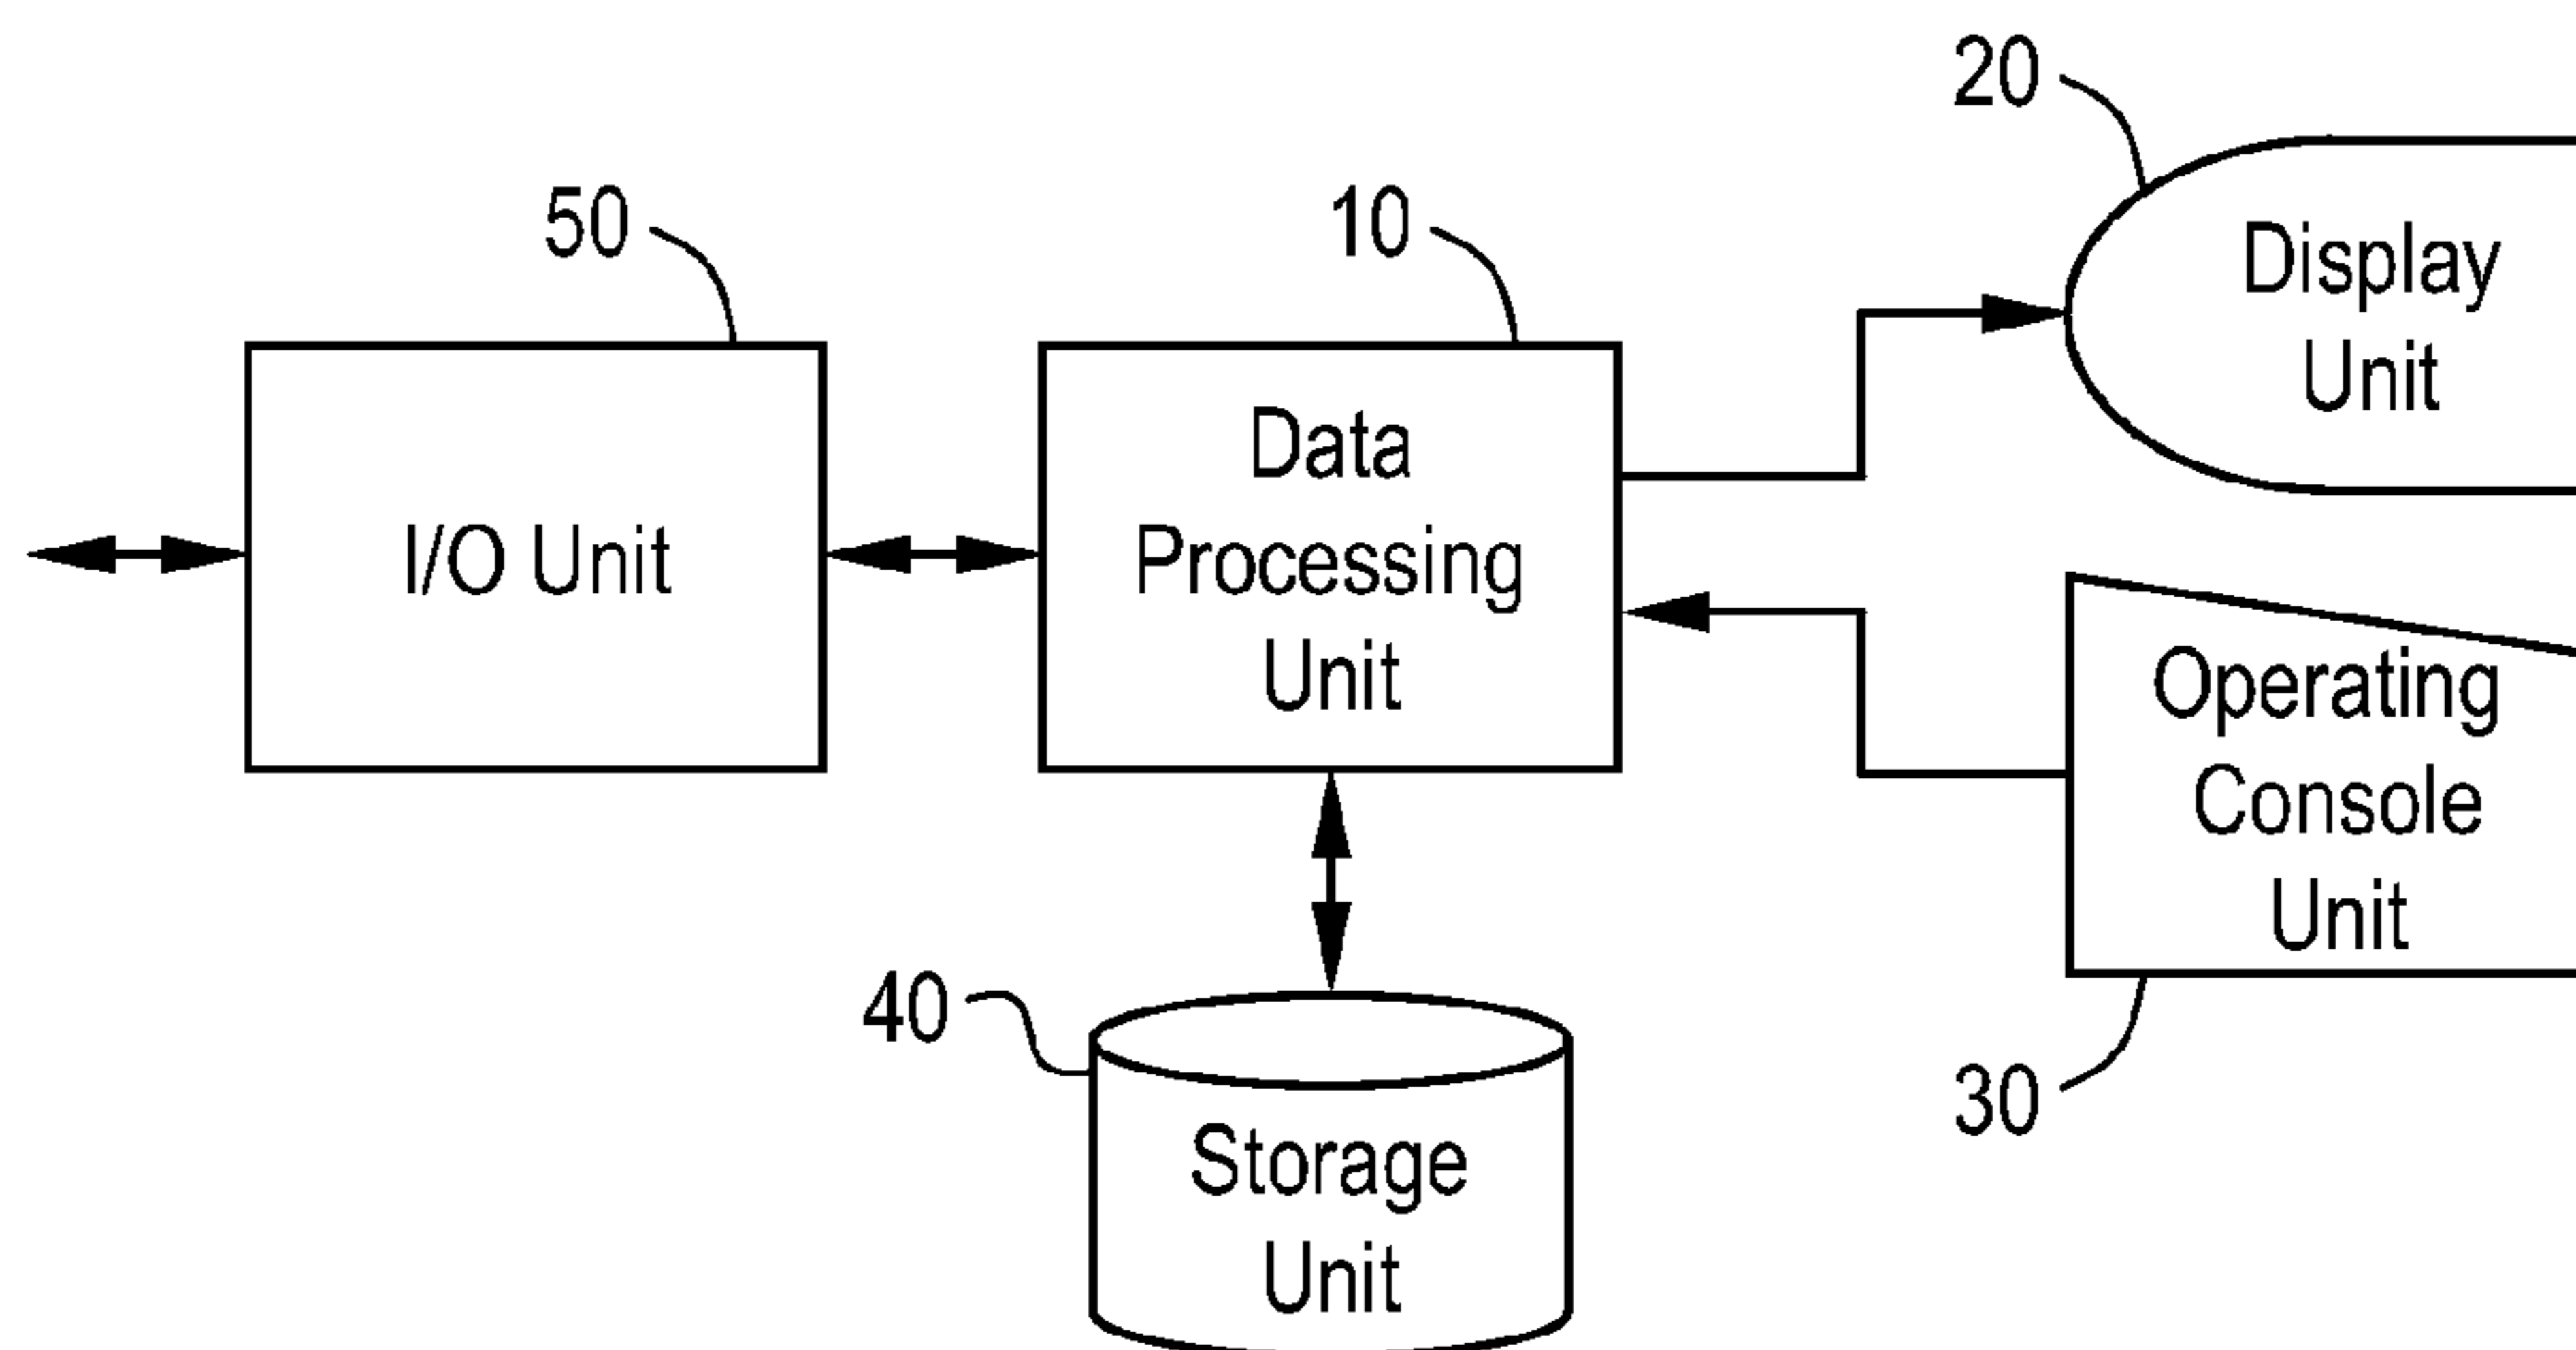 20
50
10
Display
Unit
Data
Processing
Unit
I/O Unit
Operating
Console
Unit
40
30
Storage
Unit